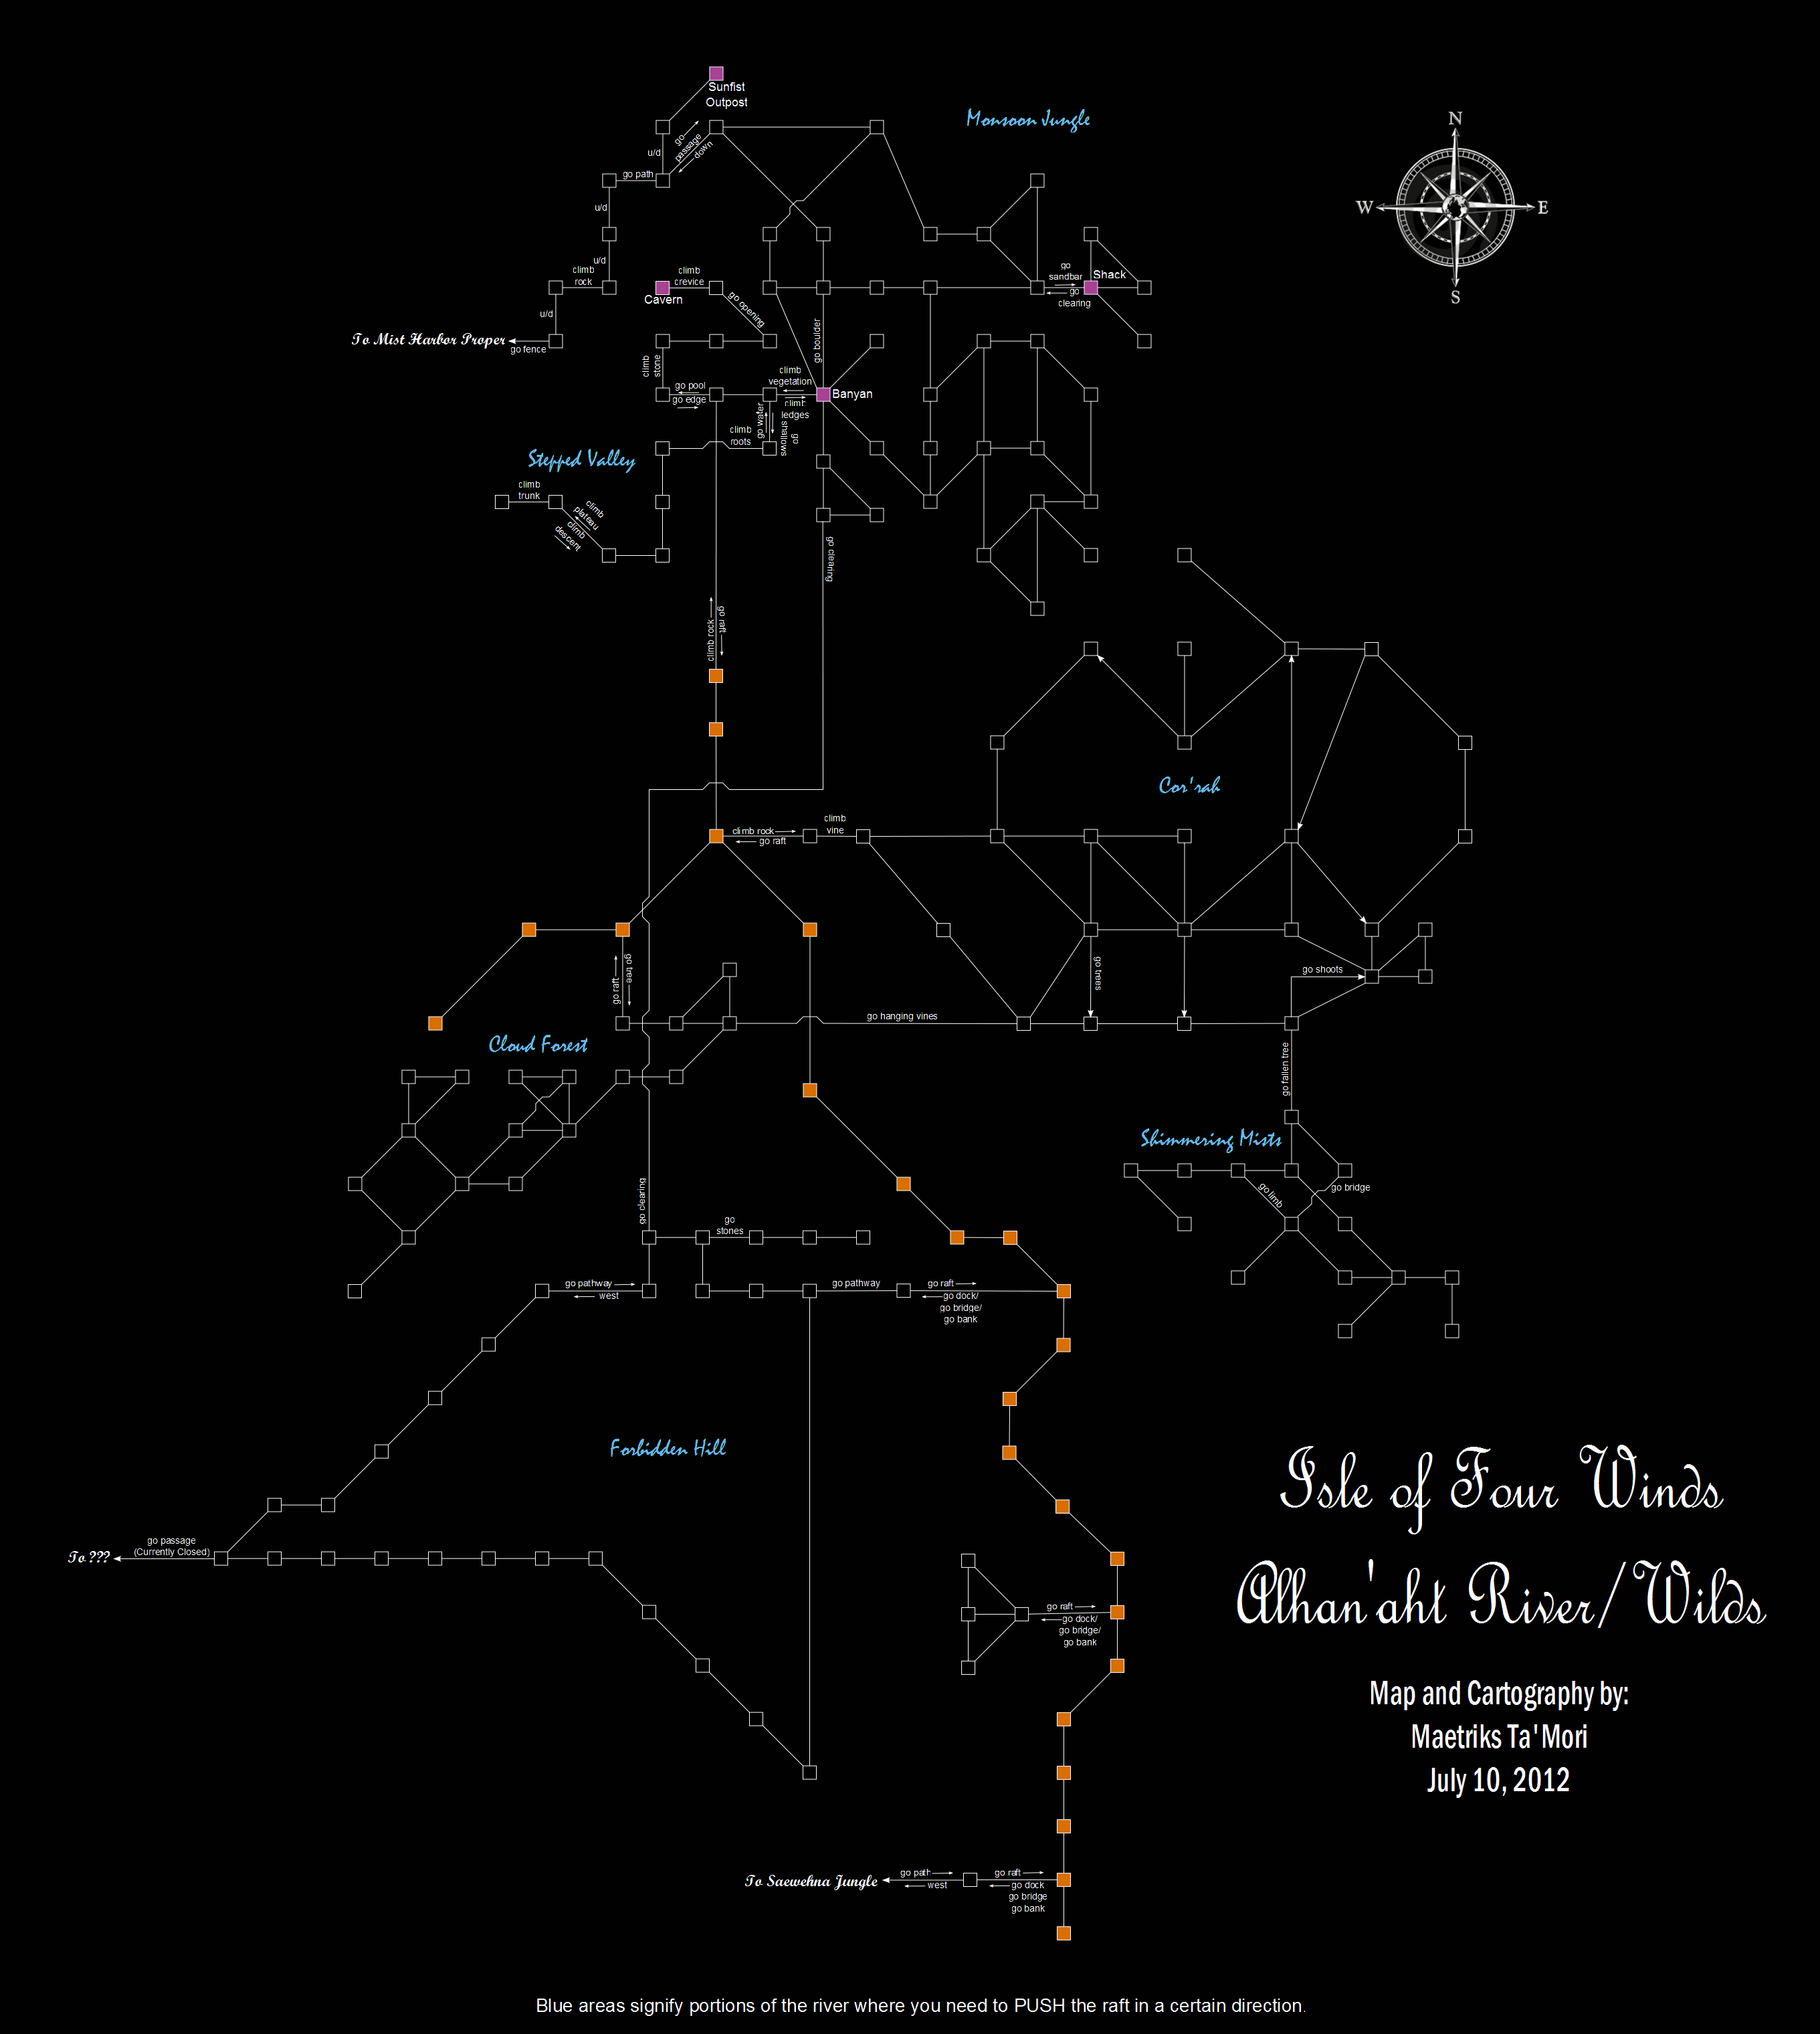 Sunfist
Outpost
Monsoon Jungle
N
W
E
S
go
passage
down
u/d
go path
u/d
u/d
climb
rock
u/d
To Mist Harbor Proper
go fence
climb
crevice
Cavern
go opening
go
sandbar
go
clearing
Shack
go boulder
climb
stone
go pool
go edge
climb
vegetation
climb
ledges
Banyan
go water
go
shallows
climb
roots
Stepped Valley
climb
trunk
climb
plateau
climb
descent
go clearing
climb rock
go raft
Cor'rah
climb rock
go raft
climb
vine
go raft
go tree
go trees
go shoots
go hanging vines
Cloud Forest
go fallen tree
Shimmering Mists
go limb
go bridge
go clearing
go
stones
go pathway
west
go pathway
go raft
go dock/
go bridge/
go bank
Forbidden Hill
Isle of Four Winds
Alhan'aht River/Wilds
To ???
go passage
(Currently Closed)
go raft
go dock/
go bridge/
go bank
Map and Cartography by:
Maetriks Ta'Mori
July 10, 2012
To Saewehna Jungle
go path
west
go raft
go dock
go bridge
go bank
Blue areas signify portions of the river where you need to PUSH the raft in a certain direction.